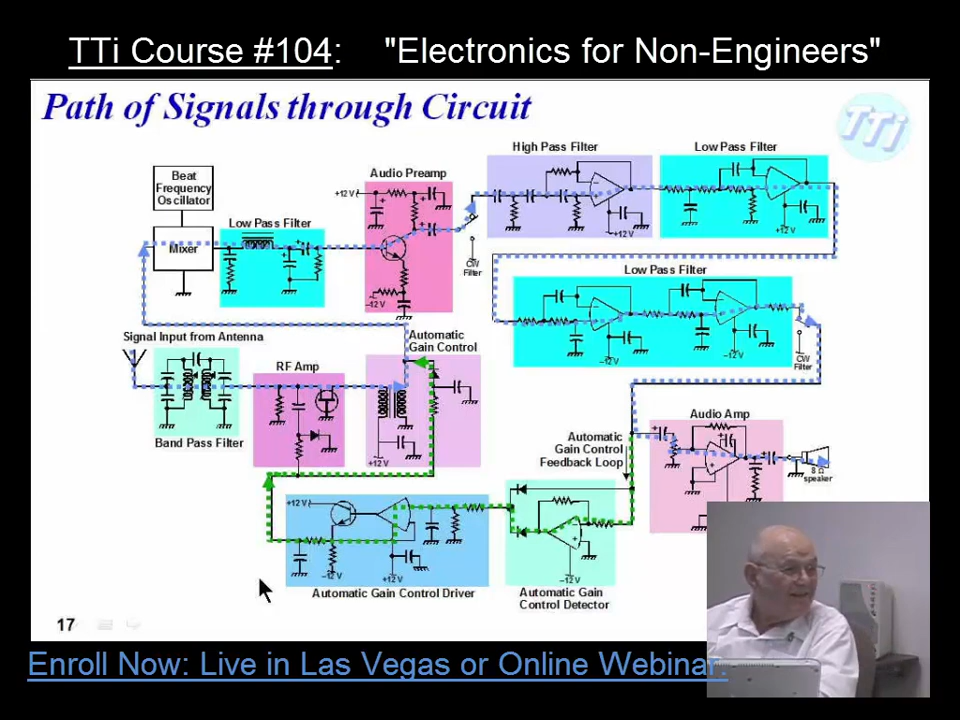 TTi Course #104: "Electronics for Non-Engineers"
Path of Signals through Circuit
TTi
High Pass Filter
Low Pass Filter
Beat
Frequency
Oscillator
Audio Preamp
+12 V
Low Pass Filter
Mixer
CW
Filter
+12 V
+12 V
–12 V
Low Pass Filter
Signal Input from Antenna
Automatic
Gain Control
RF Amp
–12 V
+12 V
CW
Filter
Band Pass Filter
+12 V
Audio Amp
Automatic
Gain Control
Feedback Loop
8 Ω
speaker
+12 V
–12 V
+12 V
–12 V
Automatic Gain Control Driver
Automatic Gain
Control Detector
17
Enroll Now: Live in Las Vegas or Online Webinar.